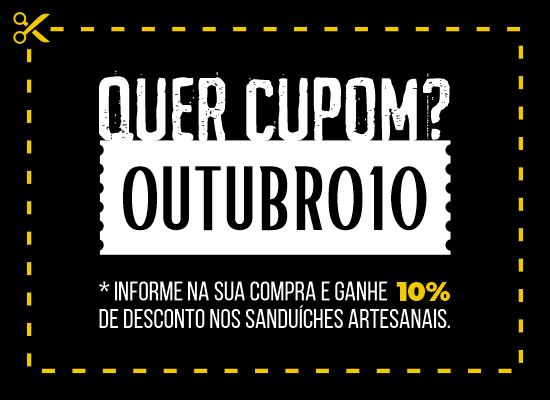 QUER CUPOM?
OUTUBRO10
* INFORME NA SUA COMPRA E GANHE 10%
DE DESCONTO NOS SANDUÍCHES ARTESANAIS.